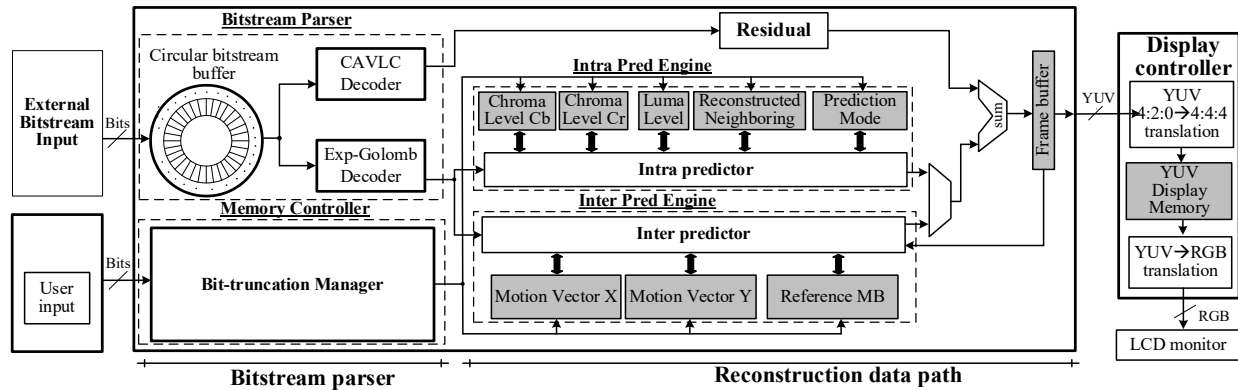 Bitstream Parser
Circular bitstream
buffer
CAVLC
Decoder
Exp-Golomb
Decoder
External
Bitstream
Input
Bits
Memory Controller
Bit-truncation Manager
User
input
Bits
Residual
Intra Pred Engine
Chroma
Level Cb
Chroma
Level Cr
Luma
Level
Reconstructed
Neighboring
Prediction
Mode
Intra predictor
Inter Pred Engine
Inter predictor
Motion Vector X
Motion Vector Y
Reference MB
sum
Frame buffer
YUV
Display
controller
YUV
4:2:0→4:4:4
translation
YUV
Display
Memory
YUV→RGB
translation
RGB
LCD monitor
Bitstream parser
Reconstruction data path